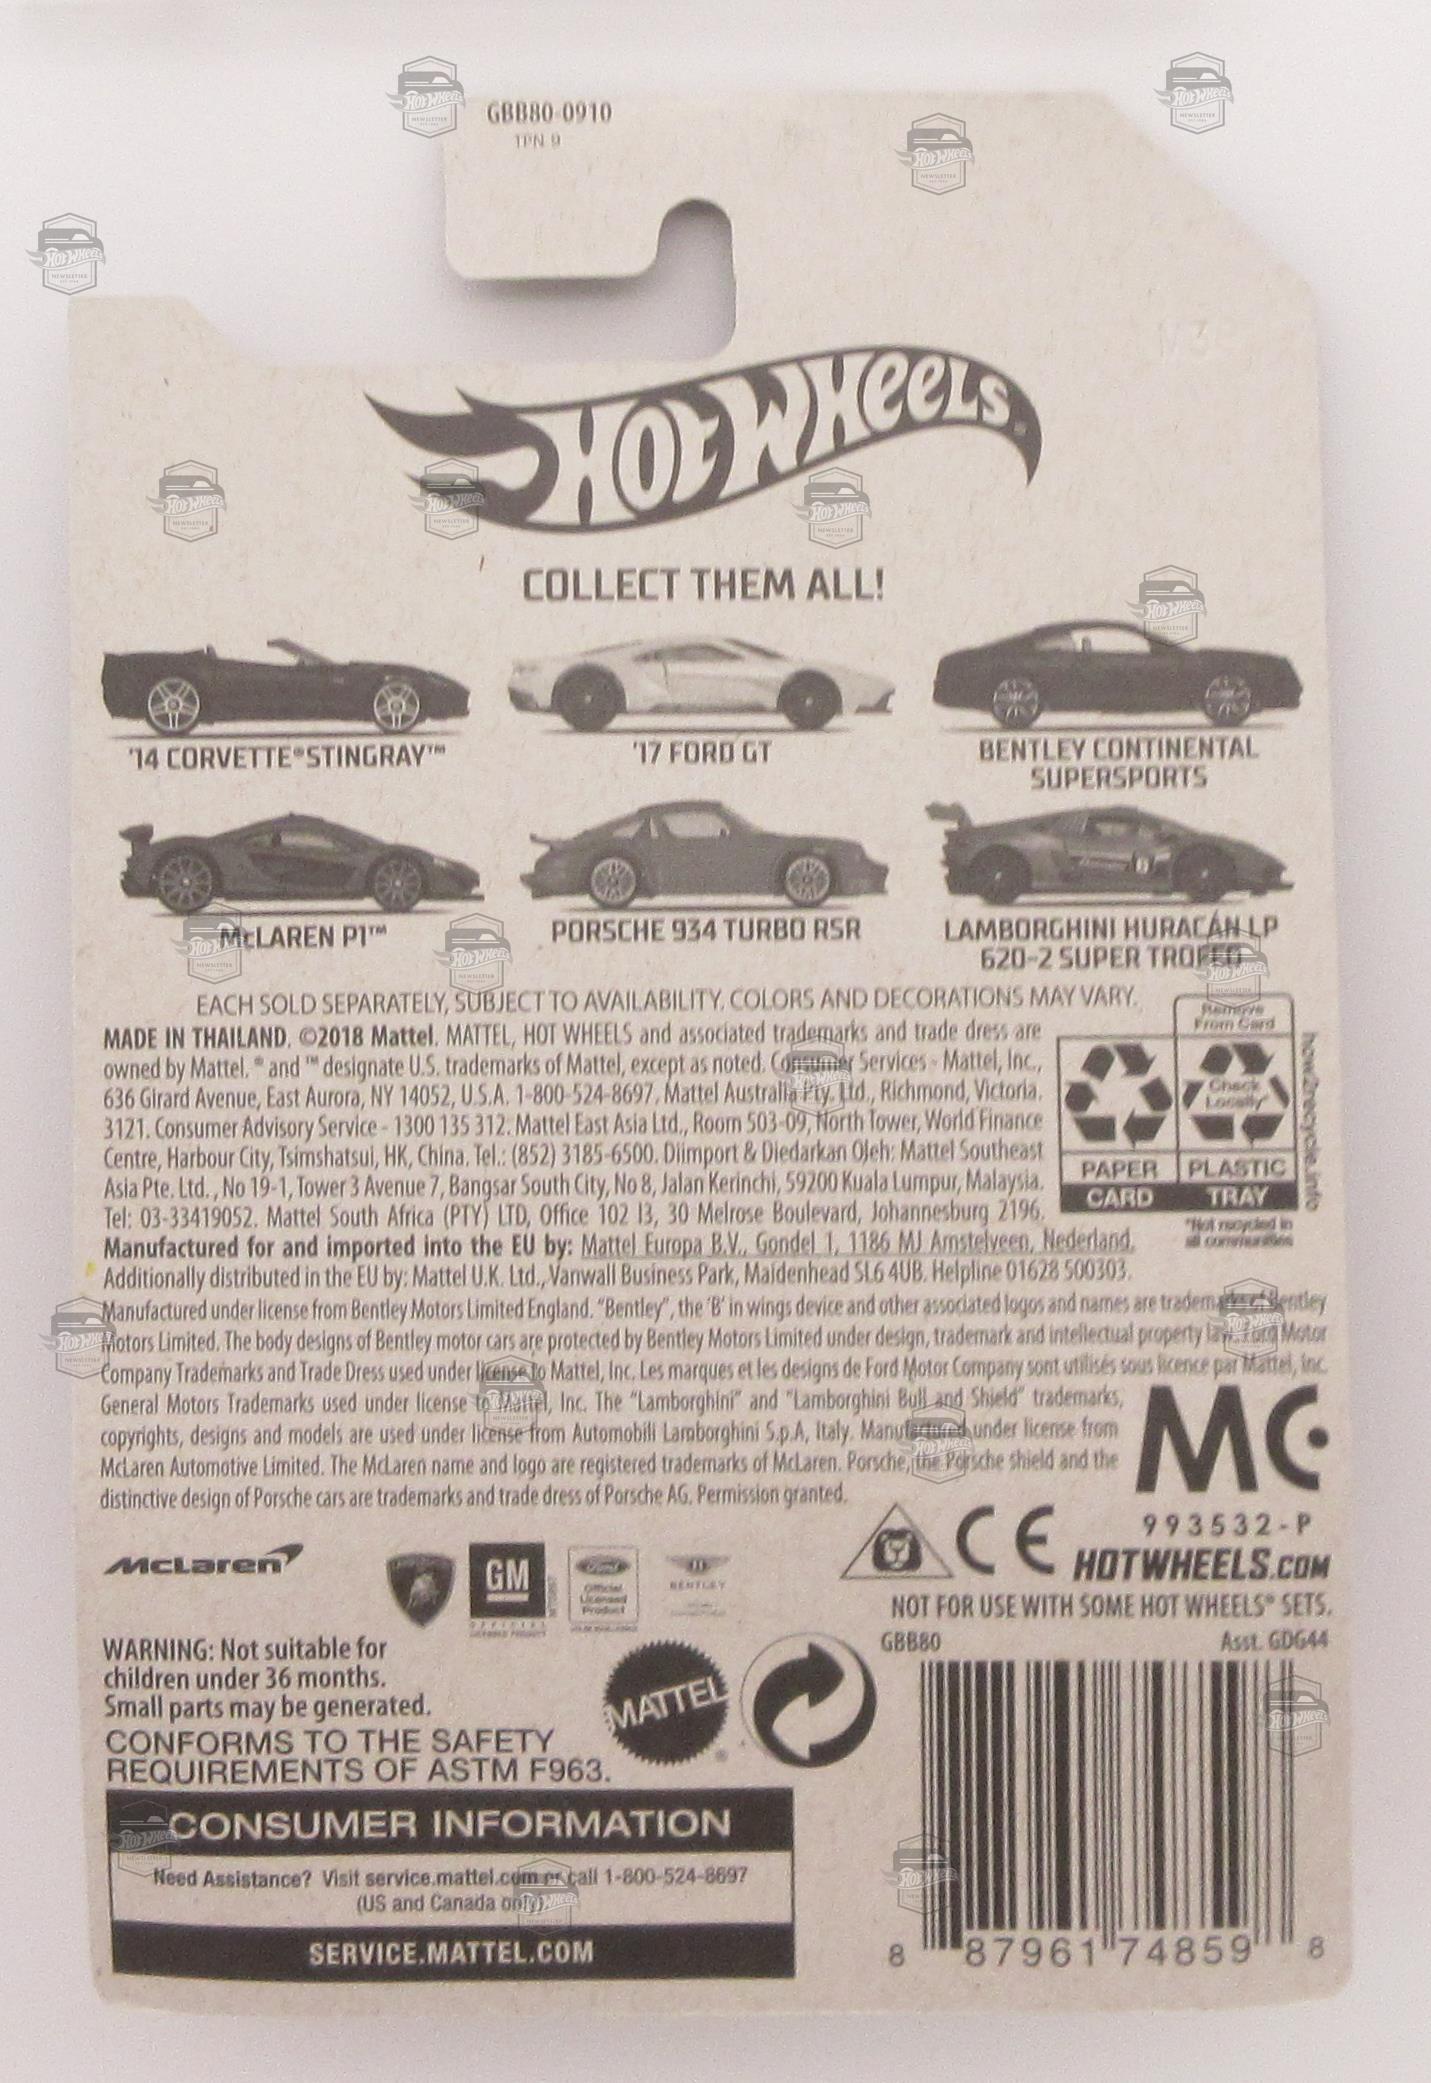 GBB80-0910
TPN 9
HOT WHEELS
COLLECT THEM ALL!
'14 CORVETTE® STINGRAY™
'17 FORD GT
BENTLEY CONTINENTAL
SUPERSPORTS
McLAREN P1™
PORSCHE 934 TURBO RSR
LAMBORGHINI HURACÁN LP
620-2 SUPER TROFEO
EACH SOLD SEPARATELY, SUBJECT TO AVAILABILITY. COLORS AND DECORATIONS MAY VARY.
MADE IN THAILAND. ©2018 Mattel. MATTEL, HOT WHEELS and associated trademarks and trade dress are
owned by Mattel. ® and ™ designate U.S. trademarks of Mattel, except as noted. Consumer Services - Mattel, Inc.,
636 Girard Avenue, East Aurora, NY 14052, U.S.A. 1-800-524-8697. Mattel Australia Pty. Ltd., Richmond, Victoria.
3121. Consumer Advisory Service - 1300 135 312. Mattel East Asia Ltd., Room 503-09, North Tower, World Finance
Centre, Harbour City, Tsimshatsui, HK, China. Tel.: (852) 3185-6500. Diimport & Diedarkan Oleh: Mattel Southeast
Asia Pte. Ltd., No 19-1, Tower 3 Avenue 7, Bangsar South City, No 8, Jalan Kerinchi, 59200 Kuala Lumpur, Malaysia.
Tel: 03-33419052. Mattel South Africa (PTY) LTD, Office 102 I3, 30 Melrose Boulevard, Johannesburg 2196.
Manufactured for and imported into the EU by: Mattel Europa B.V., Gondel 1, 1186 MJ Amstelveen, Nederland.
Additionally distributed in the EU by: Mattel U.K. Ltd., Vanwall Business Park, Maidenhead SL6 4UB. Helpline 01628 500303.
Remove
From Card
Check
Locally*
PAPER
PLASTIC
CARD
TRAY
*Not recycled in
all communities
how2recycle.info
Manufactured under license from Bentley Motors Limited England. "Bentley", the 'B' in wings device and other associated logos and names are trademarks of Bentley
Motors Limited. The body designs of Bentley motor cars are protected by Bentley Motors Limited under design, trademark and intellectual property law. Ford Motor
Company Trademarks and Trade Dress used under license to Mattel, Inc. Les marques et les designs de Ford Motor Company sont utilisés sous licence par Mattel, Inc.
General Motors Trademarks used under license to Mattel, Inc. The "Lamborghini" and "Lamborghini Bull and Shield" trademarks,
copyrights, designs and models are used under license from Automobili Lamborghini S.p.A, Italy. Manufactured under license from
McLaren Automotive Limited. The McLaren name and logo are registered trademarks of McLaren. Porsche, the Porsche shield and the
distinctive design of Porsche cars are trademarks and trade dress of Porsche AG. Permission granted.
MC
993532-P
CE
HOTWHEELS.COM
McLaren
GM
OFFICIAL
LICENSED PRODUCT
Ford
Official
Licensed
Product
BENTLEY
NOT FOR USE WITH SOME HOT WHEELS® SETS.
WARNING: Not suitable for
children under 36 months.
Small parts may be generated.
CONFORMS TO THE SAFETY
REQUIREMENTS OF ASTM F963.
MATTEL®
GBB80
Asst. GDG44
CONSUMER INFORMATION
Need Assistance? Visit service.mattel.com or call 1-800-524-8697
(US and Canada only).
SERVICE.MATTEL.COM
8 87961 74859 8